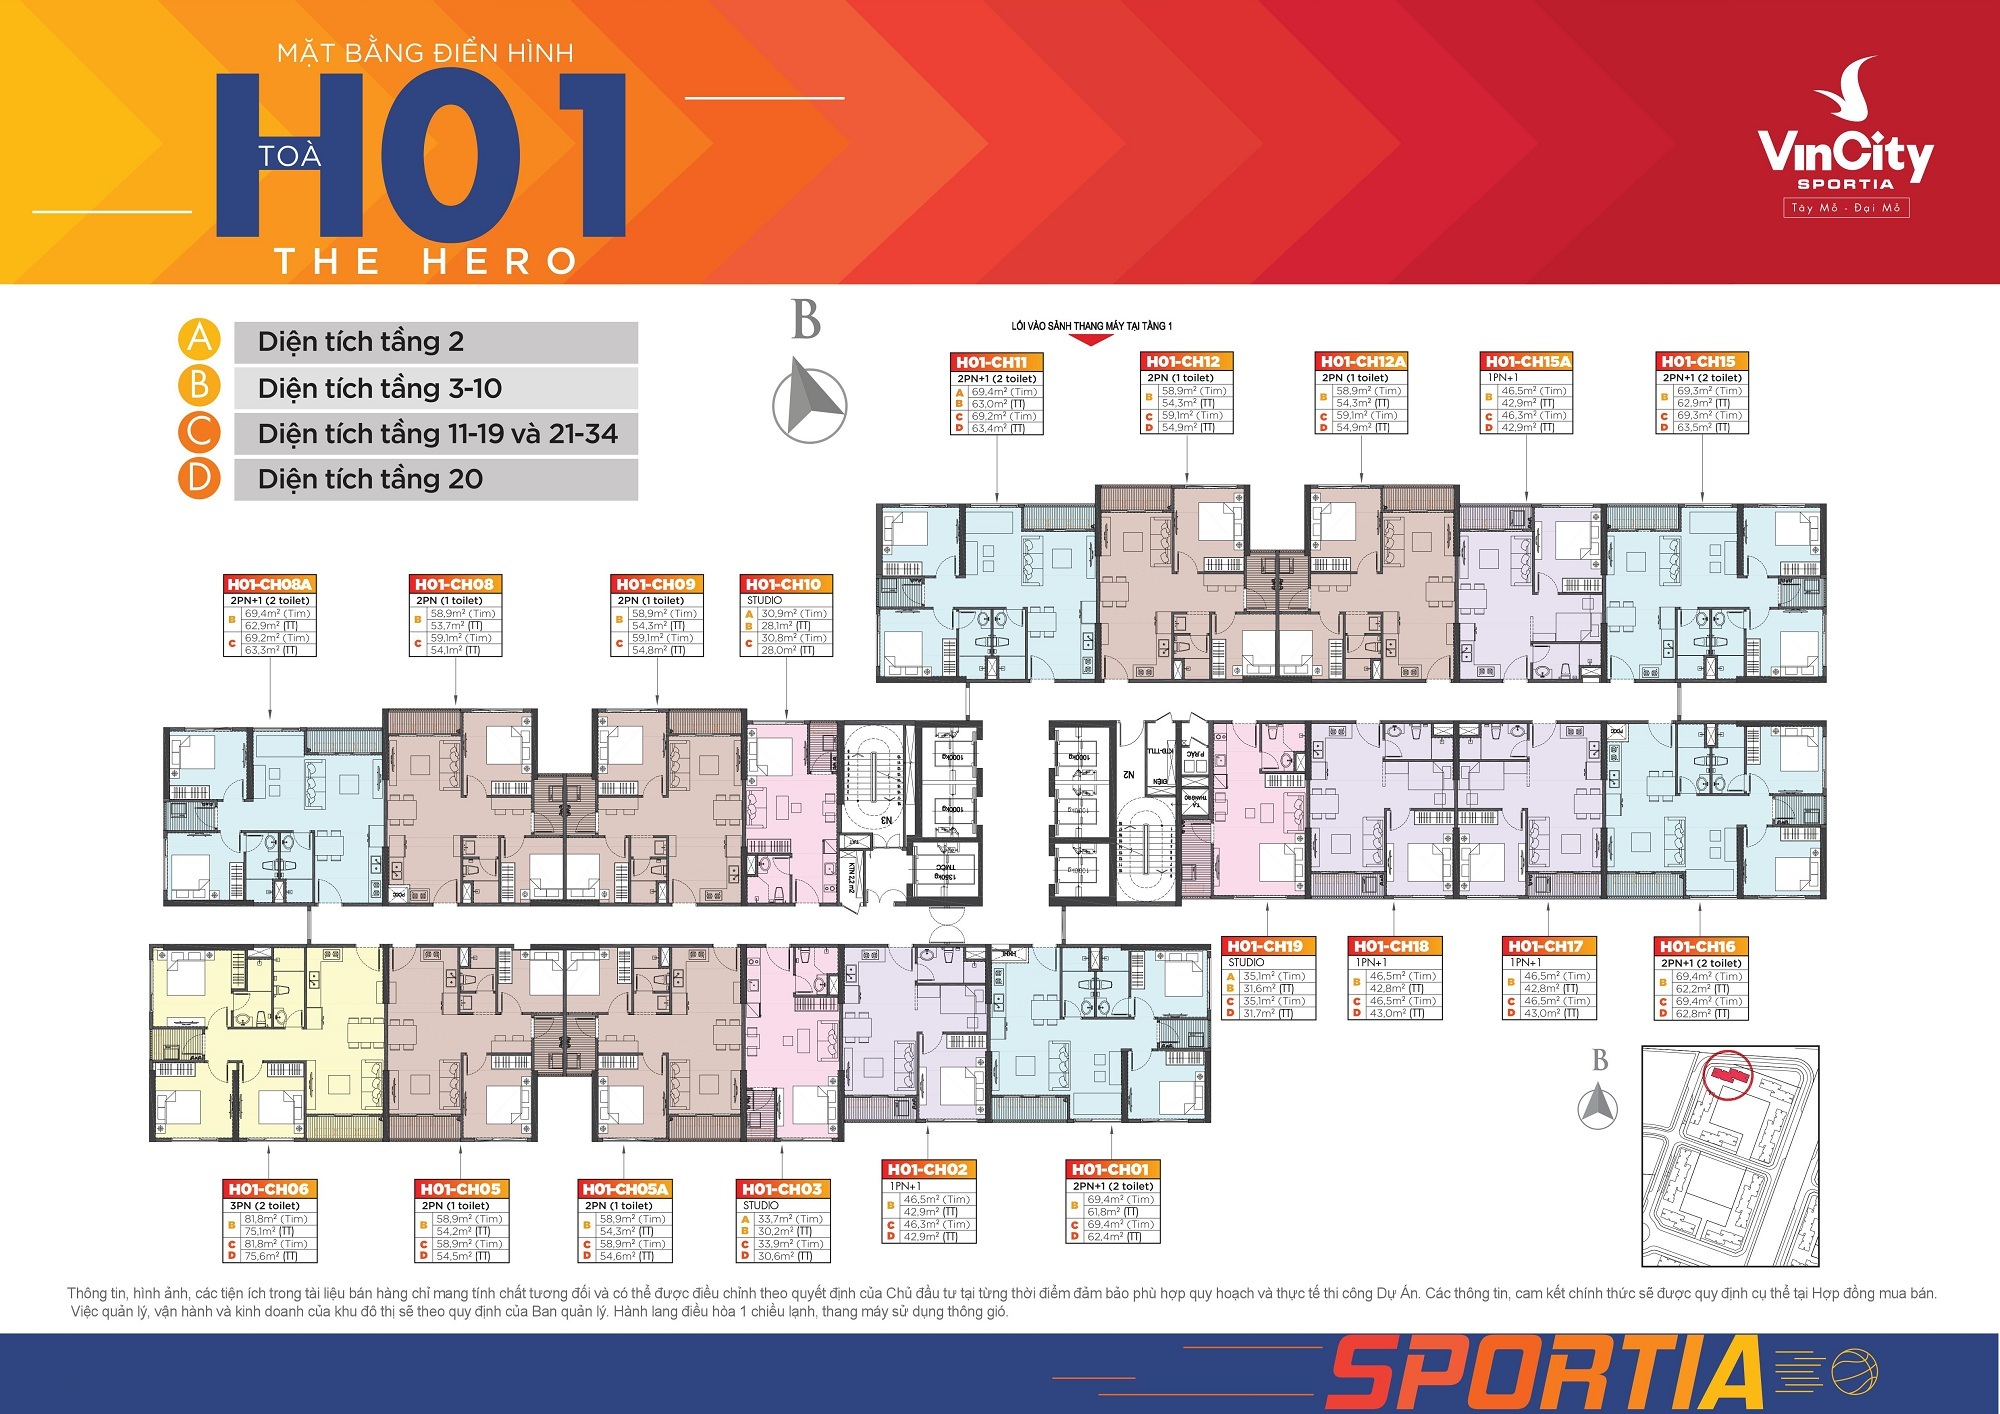 MẶT BẰNG ĐIỂN HÌNH
TOÀ
H01
THE HERO
VinCity
SPORTIA
Tây Mỗ - Đại Mỗ
A Diện tích tầng 2
B Diện tích tầng 3-10
C Diện tích tầng 11-19 và 21-34
D Diện tích tầng 20
B
LỐI VÀO SẢNH THANG MÁY TẠI TẦNG 1
H01-CH11
2PN+1 (2 toilet)
A 69,4m² (Tim)
B 63,0m² (TT)
C 69,2m² (Tim)
D 63,4m² (TT)
H01-CH12
2PN (1 toilet)
B 58,9m² (Tim)
54,3m² (TT)
C 59,1m² (Tim)
D 54,9m² (TT)
H01-CH12A
2PN (1 toilet)
B 58,9m² (Tim)
54,3m² (TT)
C 59,1m² (Tim)
D 54,9m² (TT)
H01-CH15A
1PN+1
B 46,5m² (Tim)
42,9m² (TT)
C 46,3m² (Tim)
D 42,9m² (TT)
H01-CH15
2PN+1 (2 toilet)
B 69,3m² (Tim)
62,9m² (TT)
C 69,3m² (Tim)
D 63,5m² (TT)
H01-CH08A
2PN+1 (2 toilet)
B 69,4m² (Tim)
62,9m² (TT)
C 69,2m² (Tim)
63,3m² (TT)
H01-CH08
2PN (1 toilet)
B 58,9m² (Tim)
53,7m² (TT)
C 59,1m² (Tim)
54,1m² (TT)
H01-CH09
2PN (1 toilet)
B 58,9m² (Tim)
54,3m² (TT)
C 59,1m² (Tim)
54,8m² (TT)
H01-CH10
STUDIO
A 30,9m² (Tim)
B 28,1m² (TT)
C 30,8m² (Tim)
28,0m² (TT)
N3
KTN 2.2 m2
1000kg
1000kg
1350kg
TMCC
1000kg
1000kg
1000kg
N2
KTĐ-TTLL
ĐIỆN
P.RÁC
H01-CH19
STUDIO
A 35,1m² (Tim)
B 31,6m² (TT)
C 35,1m² (Tim)
D 31,7m² (TT)
H01-CH18
1PN+1
B 46,5m² (Tim)
42,8m² (TT)
C 46,5m² (Tim)
D 43,0m² (TT)
H01-CH17
1PN+1
B 46,5m² (Tim)
42,8m² (TT)
C 46,5m² (Tim)
D 43,0m² (TT)
H01-CH16
2PN+1 (2 toilet)
B 69,4m² (Tim)
62,2m² (TT)
C 69,4m² (Tim)
D 62,8m² (TT)
B
H01-CH06
3PN (2 toilet)
B 81,8m² (Tim)
75,1m² (TT)
C 81,8m² (Tim)
D 75,6m² (TT)
H01-CH05
2PN (1 toilet)
B 58,9m² (Tim)
54,2m² (TT)
C 58,9m² (Tim)
D 54,5m² (TT)
H01-CH05A
2PN (1 toilet)
B 58,9m² (Tim)
54,3m² (TT)
C 58,9m² (Tim)
D 54,6m² (TT)
H01-CH03
STUDIO
A 33,7m² (Tim)
B 30,2m² (TT)
C 33,9m² (Tim)
D 30,6m² (TT)
H01-CH02
1PN+1
B 46,5m² (Tim)
42,9m² (TT)
C 46,3m² (Tim)
D 42,9m² (TT)
H01-CH01
2PN+1 (2 toilet)
B 69,4m² (Tim)
61,8m² (TT)
C 69,4m² (Tim)
D 62,4m² (TT)
Thông tin, hình ảnh, các tiện ích trong tài liệu bán hàng chỉ mang tính chất tương đối và có thể được điều chỉnh theo quyết định của Chủ đầu tư tại từng thời điểm đảm bảo phù hợp quy hoạch và thực tế thi công Dự Án. Các thông tin, cam kết chính thức sẽ được quy định cụ thể tại Hợp đồng mua bán.
Việc quản lý, vận hành và kinh doanh của khu đô thị sẽ theo quy định của Ban quản lý. Hành lang điều hòa 1 chiều lạnh, thang máy sử dụng thông gió.
SPORTIA